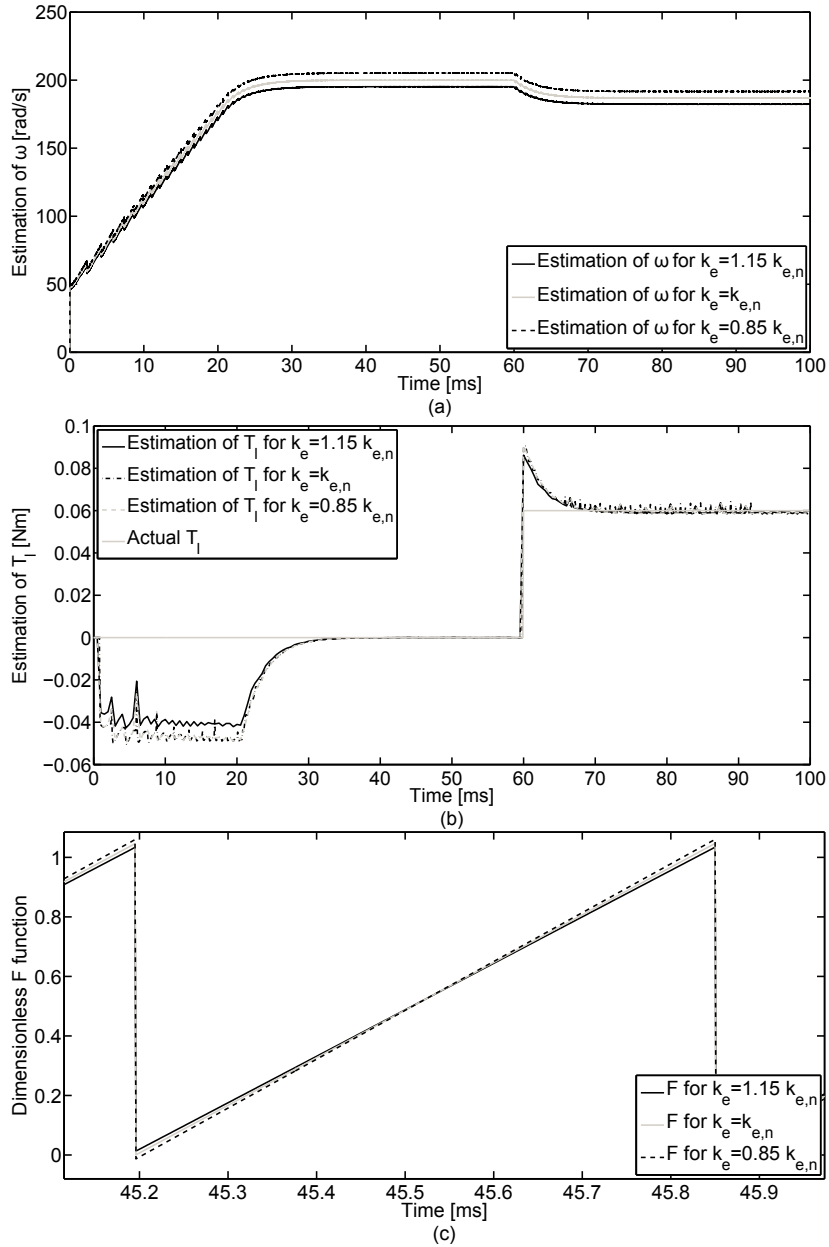 250
200
150
100
50
0
Estimation of ω [rad/s]
Estimation of ω for k_e=1.15 k_e,n
Estimation of ω for k_e=k_e,n
Estimation of ω for k_e=0.85 k_e,n
0 10 20 30 40 50 60 70 80 90 100
Time [ms]
(a)
0.1
0.08
0.06
0.04
0.02
0
−0.02
−0.04
−0.06
Estimation of T_l [Nm]
Estimation of T_l for k_e=1.15 k_e,n
Estimation of T_l for k_e=k_e,n
Estimation of T_l for k_e=0.85 k_e,n
Actual T_l
0 10 20 30 40 50 60 70 80 90 100
Time [ms]
(b)
1
0.8
0.6
0.4
0.2
0
Dimensionless F function
F for k_e=1.15 k_e,n
F for k_e=k_e,n
F for k_e=0.85 k_e,n
45.2 45.3 45.4 45.5 45.6 45.7 45.8 45.9
Time [ms]
(c)